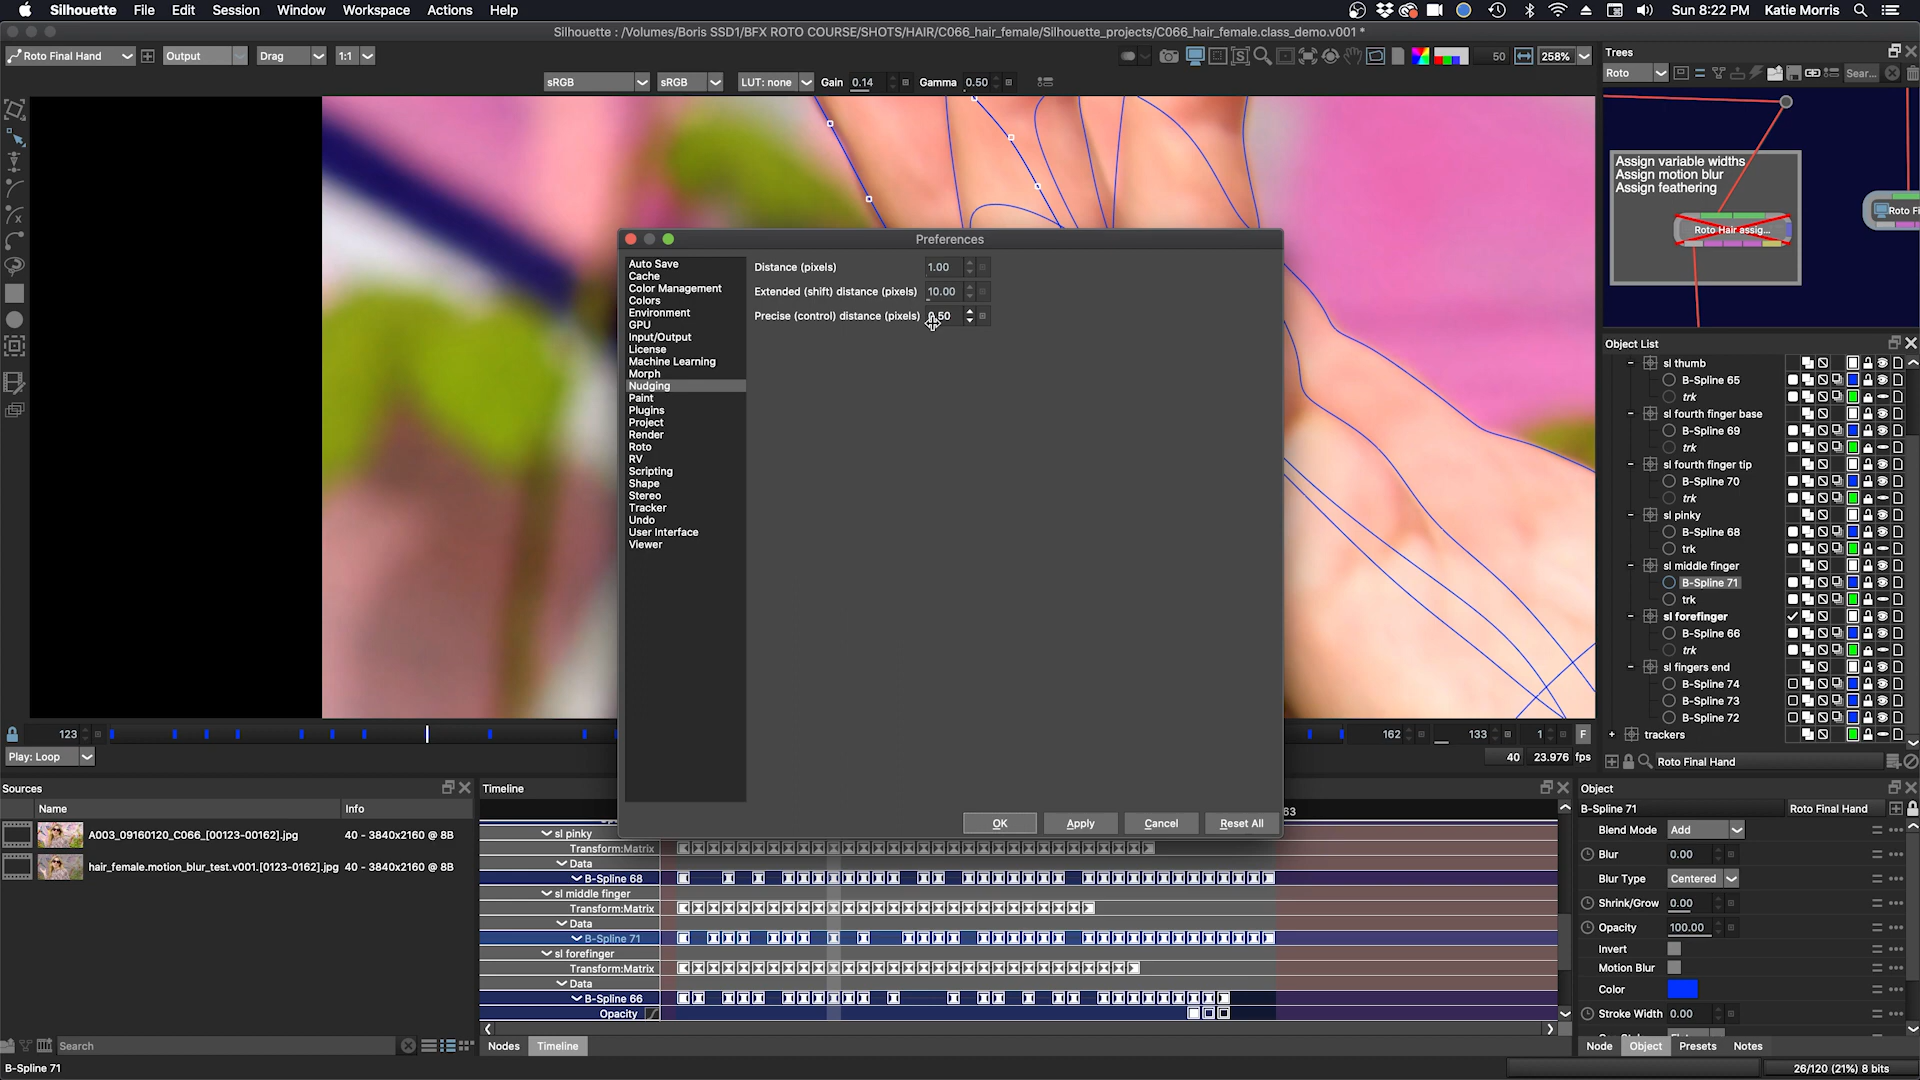 Silhouette File Edit Session Window Workspace Actions Help Sun 8:22 PM Katie Morris
Silhouette : /Volumes/Boris SSD1/BFX ROTO COURSE/SHOTS/HAIR/C066_hair_female/Silhouette_projects/C066_hair_female.class_demo.v001 *
Roto Final Hand Output Drag 1:1 50 258%
sRGB sRGB LUT: none Gain 0.14 Gamma 0.50
Trees
Roto Sear...
Assign variable widths
Assign motion blur
Assign feathering
Roto Hair assig...
Roto Fi
Preferences
Auto Save
Cache
Color Management
Colors
Environment
GPU
Input/Output
License
Machine Learning
Morph
Nudging
Paint
Plugins
Project
Render
Roto
RV
Scripting
Shape
Stereo
Tracker
Undo
User Interface
Viewer
Distance (pixels) 1.00
Extended (shift) distance (pixels) 10.00
Precise (control) distance (pixels) 0.50
OK Apply Cancel Reset All
Object List
sl thumb
B-Spline 65
trk
sl fourth finger base
B-Spline 69
trk
sl fourth finger tip
B-Spline 70
trk
sl pinky
B-Spline 68
trk
sl middle finger
B-Spline 71
trk
sl forefinger
B-Spline 66
trk
sl fingers end
B-Spline 74
B-Spline 73
B-Spline 72
trackers
Roto Final Hand
123 162 133 1 F
Play: Loop 40 23.976 fps
Sources
Name Info
A003_09160120_C066_[00123-00162].jpg 40 - 3840x2160 @ 8B
hair_female.motion_blur_test.v001.[0123-0162].jpg 40 - 3840x2160 @ 8B
Search
Timeline
63
sl pinky
Transform:Matrix
Data
B-Spline 68
sl middle finger
Transform:Matrix
Data
B-Spline 71
sl forefinger
Transform:Matrix
Data
B-Spline 66
Opacity
Nodes Timeline
Object
B-Spline 71 Roto Final Hand
Blend Mode Add
Blur 0.00
Blur Type Centered
Shrink/Grow 0.00
Opacity 100.00
Invert
Motion Blur
Color
Stroke Width 0.00
Node Object Presets Notes
B-Spline 71
26/120 (21%) 8 bits